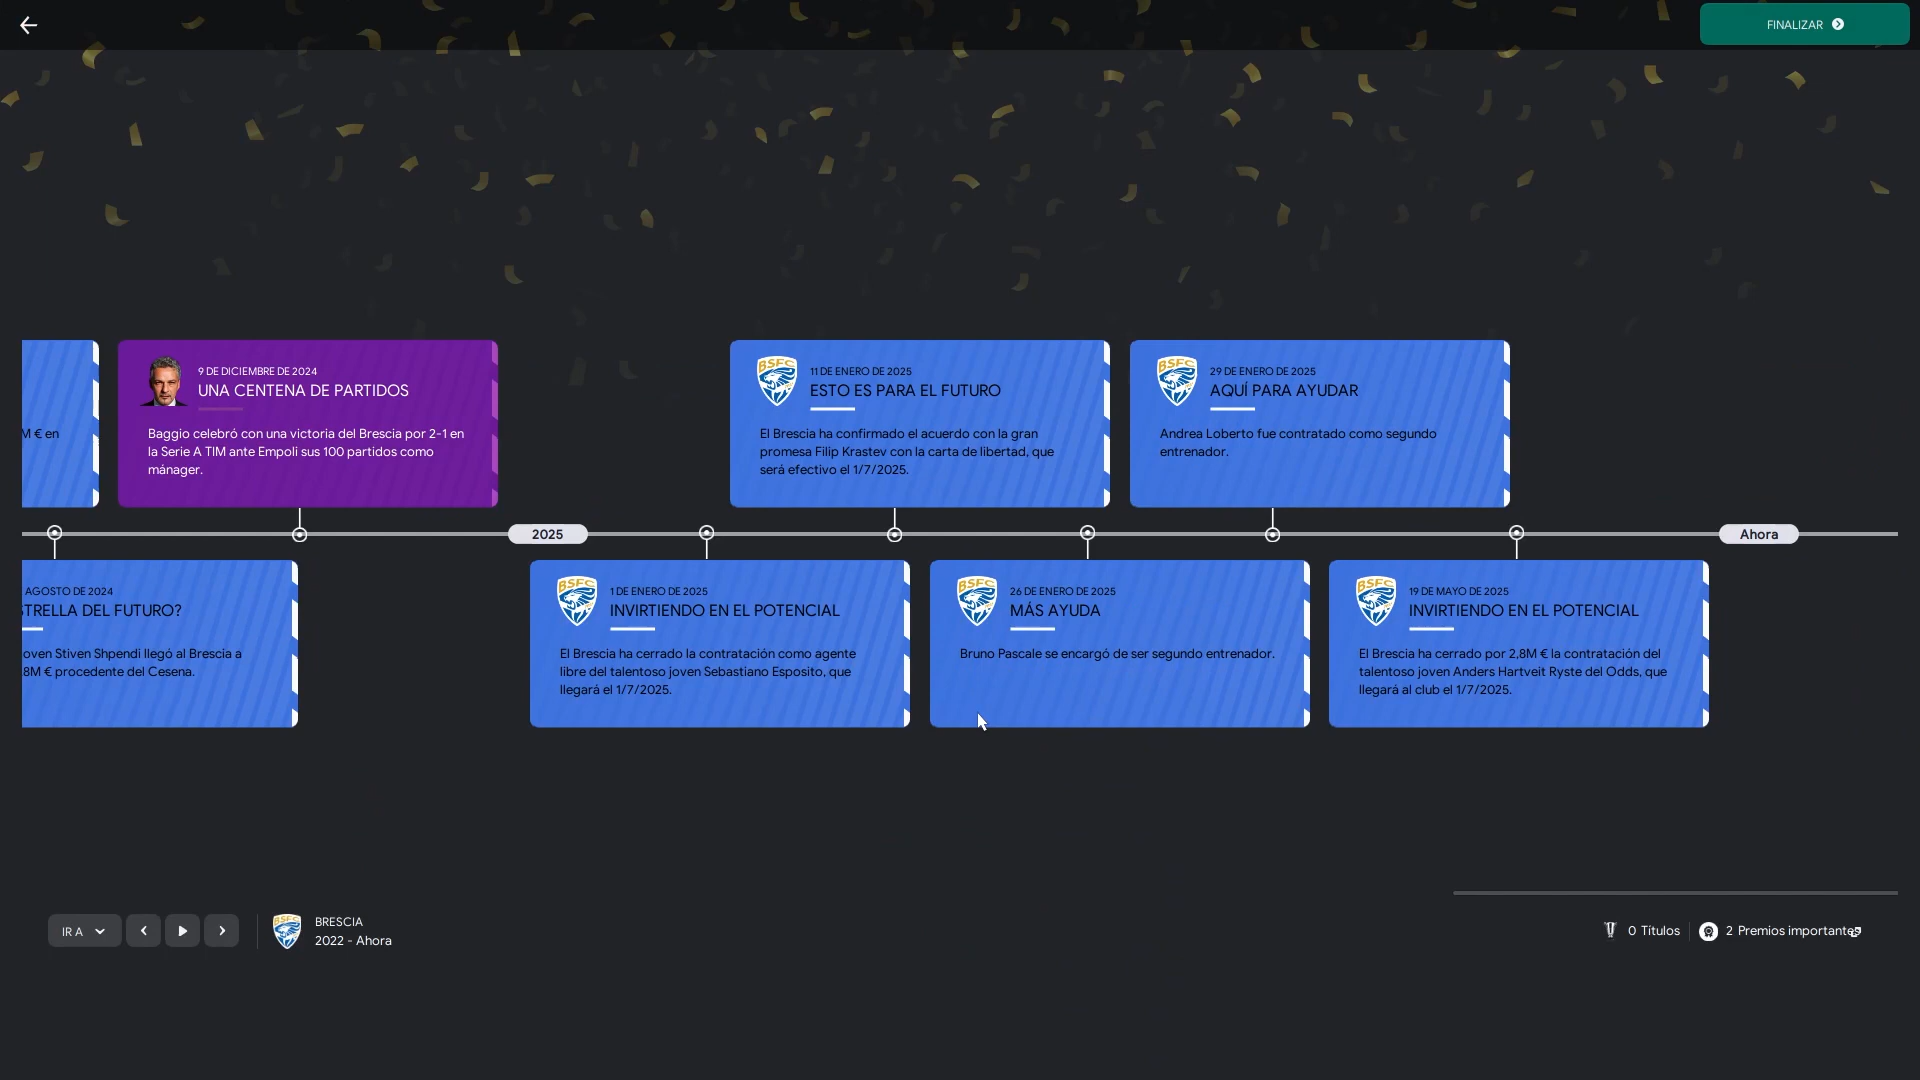 FINALIZAR
M € en
9 DE DICIEMBRE DE 2024
UNA CENTENA DE PARTIDOS
Baggio celebró con una victoria del Brescia por 2-1 en
la Serie A TIM ante Empoli sus 100 partidos como
mánager.
BSFC
11 DE ENERO DE 2025
ESTO ES PARA EL FUTURO
El Brescia ha confirmado el acuerdo con la gran
promesa Filip Krastev con la carta de libertad, que
será efectivo el 1/7/2025.
BSFC
29 DE ENERO DE 2025
AQUÍ PARA AYUDAR
Andrea Loberto fue contratado como segundo
entrenador.
2025
Ahora
AGOSTO DE 2024
STRELLA DEL FUTURO?
oven Stiven Shpendi llegó al Brescia a
8M € procedente del Cesena.
BSFC
1 DE ENERO DE 2025
INVIRTIENDO EN EL POTENCIAL
El Brescia ha cerrado la contratación como agente
libre del talentoso joven Sebastiano Esposito, que
llegará el 1/7/2025.
BSFC
26 DE ENERO DE 2025
MÁS AYUDA
Bruno Pascale se encargó de ser segundo entrenador.
BSFC
19 DE MAYO DE 2025
INVIRTIENDO EN EL POTENCIAL
El Brescia ha cerrado por 2,8M € la contratación del
talentoso joven Anders Hartveit Ryste del Odds, que
llegará al club el 1/7/2025.
IR A
BSFC
BRESCIA
2022 - Ahora
0 Títulos
2 Premios importantes